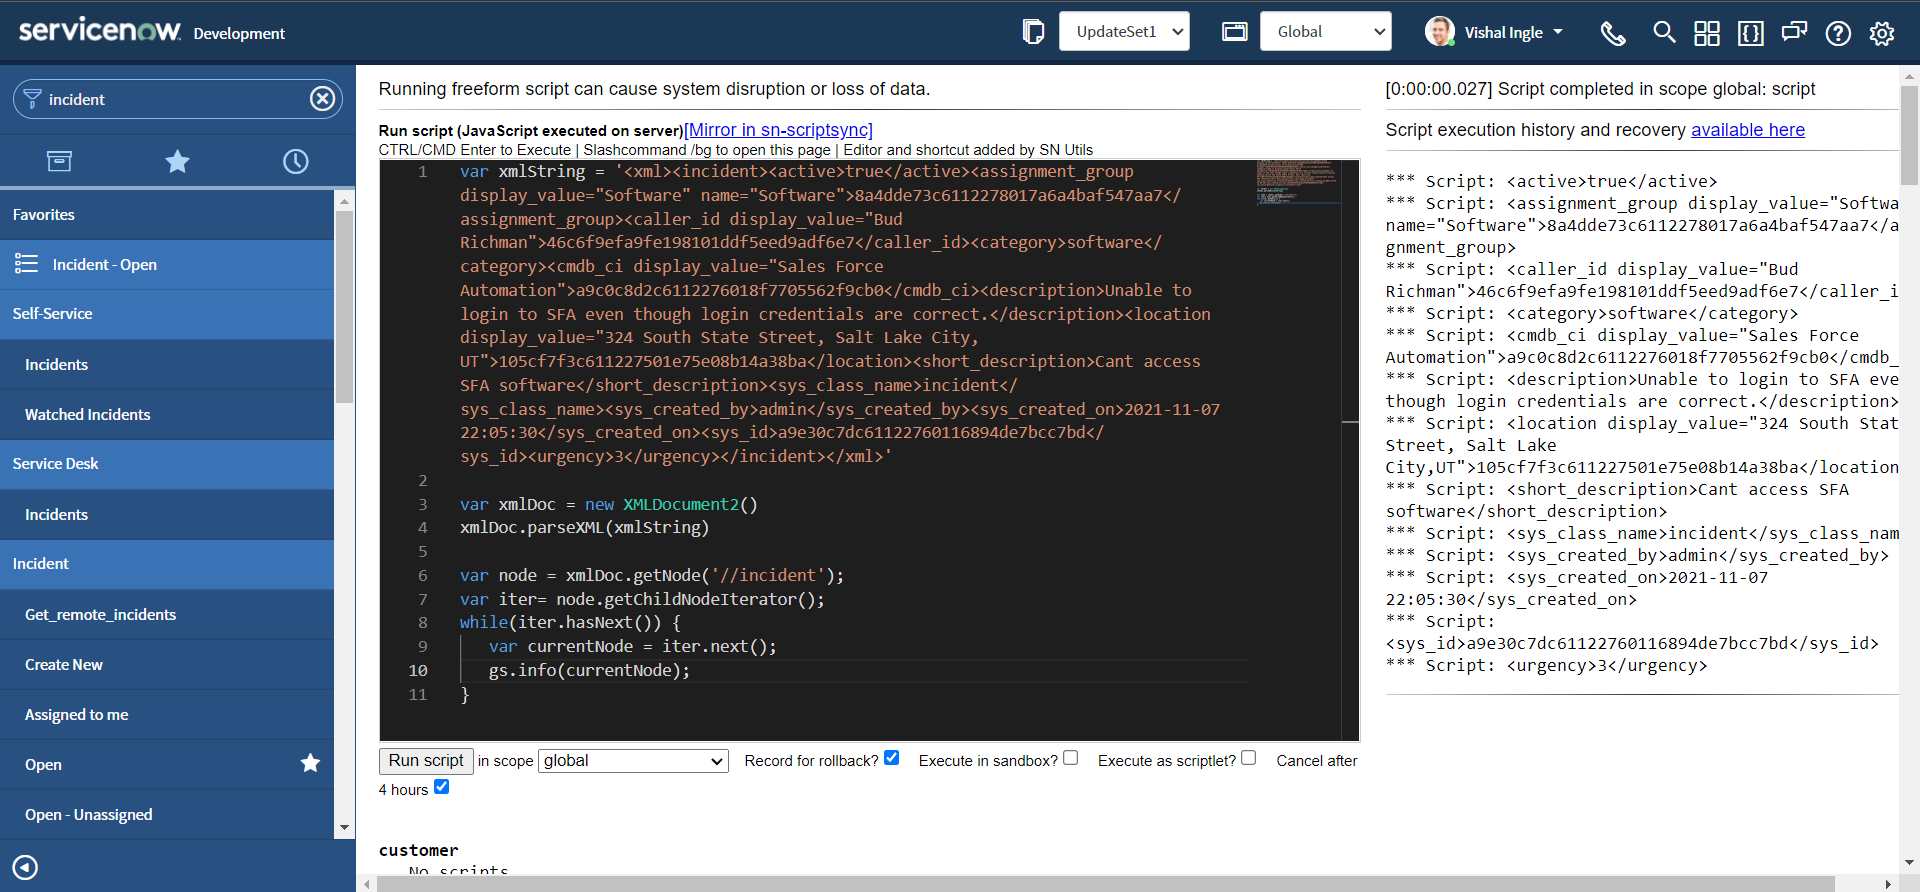 servicenow Development
UpdateSet1
Global
Vishal Ingle
incident
Favorites
Incident - Open
Self-Service
Incidents
Watched Incidents
Service Desk
Incidents
Incident
Get_remote_incidents
Create New
Assigned to me
Open
Open - Unassigned
Running freeform script can cause system disruption or loss of data.
Run script (JavaScript executed on server)[Mirror in sn-scriptsync]
CTRL/CMD Enter to Execute | Slashcommand /bg to open this page | Editor and shortcut added by SN Utils
1 var xmlString = '<xml><incident><active>true</active><assignment_group
display_value="Software" name="Software">8a4dde73c6112278017a6a4baf547aa7</
assignment_group><caller_id display_value="Bud
Richman">46c6f9efa9fe198101ddf5eed9adf6e7</caller_id><category>software</
category><cmdb_ci display_value="Sales Force
Automation">a9c0c8d2c6112276018f7705562f9cb0</cmdb_ci><description>Unable to
login to SFA even though login credentials are correct.</description><location
display_value="324 South State Street, Salt Lake City,
UT">105cf7f3c611227501e75e08b14a38ba</location><short_description>Cant access
SFA software</short_description><sys_class_name>incident</
sys_class_name><sys_created_by>admin</sys_created_by><sys_created_on>2021-11-07
22:05:30</sys_created_on><sys_id>a9e30c7dc61122760116894de7bcc7bd</
sys_id><urgency>3</urgency></incident></xml>'
2
3 var xmlDoc = new XMLDocument2()
4 xmlDoc.parseXML(xmlString)
5
6 var node = xmlDoc.getNode('//incident');
7 var iter= node.getChildNodeIterator();
8 while(iter.hasNext()) {
9 var currentNode = iter.next();
10 gs.info(currentNode);
11 }
Run script in scope global Record for rollback? Execute in sandbox? Execute as scriptlet? Cancel after
4 hours
customer
No scripts
[0:00:00.027] Script completed in scope global: script
Script execution history and recovery available here
*** Script: <active>true</active>
*** Script: <assignment_group display_value="Softwa
name="Software">8a4dde73c6112278017a6a4baf547aa7</a
gnment_group>
*** Script: <caller_id display_value="Bud
Richman">46c6f9efa9fe198101ddf5eed9adf6e7</caller_i
*** Script: <category>software</category>
*** Script: <cmdb_ci display_value="Sales Force
Automation">a9c0c8d2c6112276018f7705562f9cb0</cmdb_
*** Script: <description>Unable to login to SFA eve
though login credentials are correct.</description>
*** Script: <location display_value="324 South Stat
Street, Salt Lake
City,UT">105cf7f3c611227501e75e08b14a38ba</location
*** Script: <short_description>Cant access SFA
software</short_description>
*** Script: <sys_class_name>incident</sys_class_nam
*** Script: <sys_created_by>admin</sys_created_by>
*** Script: <sys_created_on>2021-11-07
22:05:30</sys_created_on>
*** Script:
<sys_id>a9e30c7dc61122760116894de7bcc7bd</sys_id>
*** Script: <urgency>3</urgency>